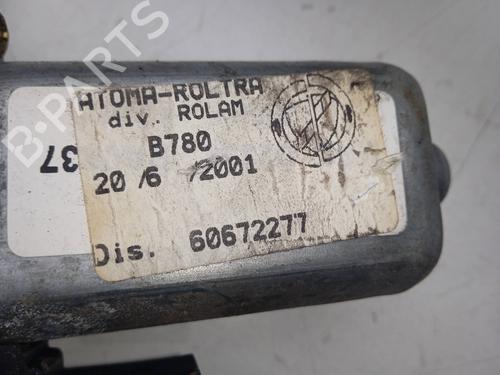 B-PARTS
ATOMA-ROLTRA
div. ROLAM
B780
37
20/6 /2001
Dis. 60672277